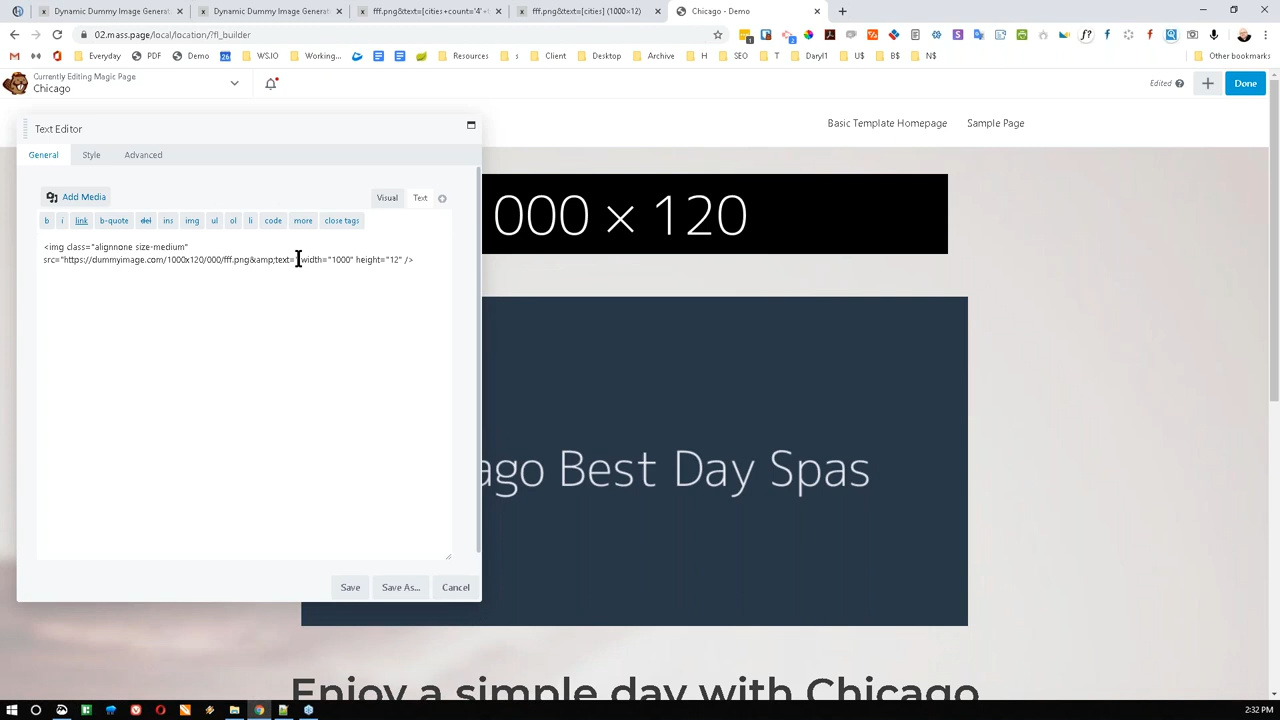 Dynamic Dummy Image Generat
Dynamic Dummy Image Generat
fff.png&text=[cities+count='4'+l
fff.png&text=[cities] (1000×12)
Chicago - Demo
02.mass.page/local/location/?fl_builder
Everyday
PDF
Demo
WSJO
Working...
Resources
s
Client
Desktop
Archive
H
SEO
T
Daryl1
U$
B$
N$
Other bookmarks
Currently Editing Magic Page
Chicago
Edited
Done
Basic Template Homepage
Sample Page
Text Editor
General
Style
Advanced
Add Media
Visual
Text
b
i
link
b-quote
del
ins
img
ul
ol
li
code
more
close tags
<img class="alignnone size-medium"
src="https://dummyimage.com/1000x120/000/fff.png&amp;text=" width="1000" height="12" />
000 × 120
ago Best Day Spas
Save
Save As...
Cancel
Enjoy a simple day with Chicago
2:32 PM